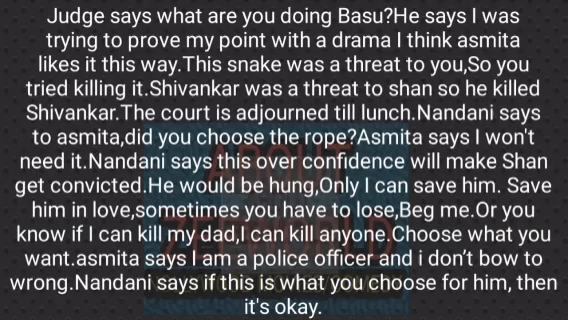 Judge says what are you doing Basu?He says I was
trying to prove my point with a drama I think asmita
likes it this way.This snake was a threat to you,So you
tried killing it.Shivankar was a threat to shan so he killed
Shivankar.The court is adjourned till lunch.Nandani says
to asmita,did you choose the rope?Asmita says I won't
need it.Nandani says this over confidence will make Shan
get convicted.He would be hung,Only I can save him. Save
him in love,sometimes you have to lose,Beg me.Or you
know if I can kill my dad,I can kill anyone.Choose what you
want.asmita says I am a police officer and i don't bow to
wrong.Nandani says if this is what you choose for him, then
it's okay.
ABOUT
ZEEWORLD